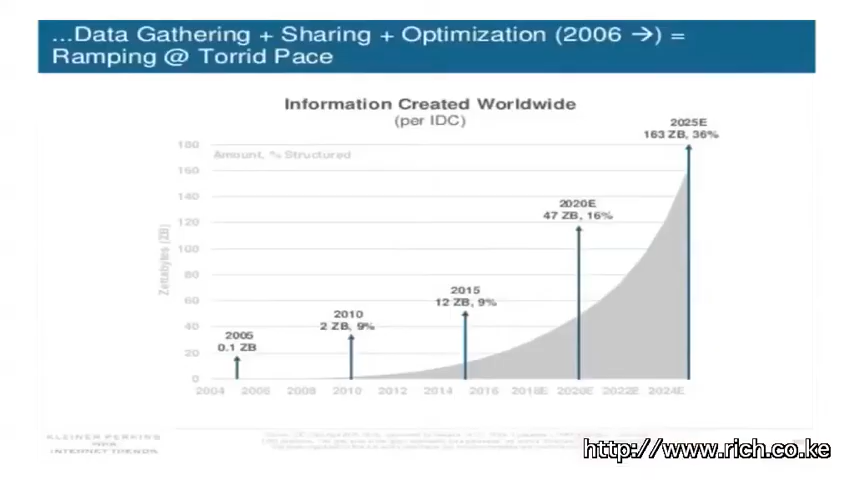 ...Data Gathering + Sharing + Optimization (2006 →) =
Ramping @ Torrid Pace
Information Created Worldwide
(per IDC)
Amount, % Structured
Zettabytes (ZB)
180
160
140
120
100
80
60
40
20
0
2005
0.1 ZB
2010
2 ZB, 9%
2015
12 ZB, 9%
2020E
47 ZB, 16%
2025E
163 ZB, 36%
2004 2006 2008 2010 2012 2014 2016 2018E 2020E 2022E 2024E
KLEINER PERKINS
INTERNET TRENDS
http://www.rich.co.ke